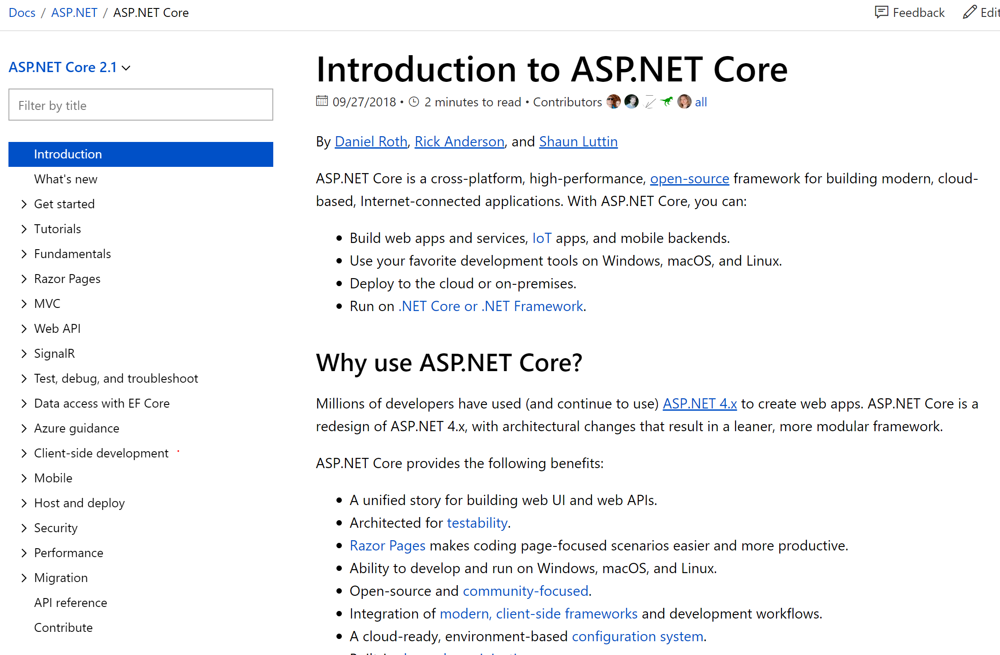 Docs / ASP.NET / ASP.NET Core
Feedback
Edit
ASP.NET Core 2.1
Filter by title
Introduction
What's new
Get started
Tutorials
Fundamentals
Razor Pages
MVC
Web API
SignalR
Test, debug, and troubleshoot
Data access with EF Core
Azure guidance
Client-side development
Mobile
Host and deploy
Security
Performance
Migration
API reference
Contribute
Introduction to ASP.NET Core
09/27/2018 • 2 minutes to read • Contributors all
By Daniel Roth, Rick Anderson, and Shaun Luttin
ASP.NET Core is a cross-platform, high-performance, open-source framework for building modern, cloud-
based, Internet-connected applications. With ASP.NET Core, you can:
• Build web apps and services, IoT apps, and mobile backends.
• Use your favorite development tools on Windows, macOS, and Linux.
• Deploy to the cloud or on-premises.
• Run on .NET Core or .NET Framework.
Why use ASP.NET Core?
Millions of developers have used (and continue to use) ASP.NET 4.x to create web apps. ASP.NET Core is a
redesign of ASP.NET 4.x, with architectural changes that result in a leaner, more modular framework.
ASP.NET Core provides the following benefits:
• A unified story for building web UI and web APIs.
• Architected for testability.
• Razor Pages makes coding page-focused scenarios easier and more productive.
• Ability to develop and run on Windows, macOS, and Linux.
• Open-source and community-focused.
• Integration of modern, client-side frameworks and development workflows.
• A cloud-ready, environment-based configuration system.